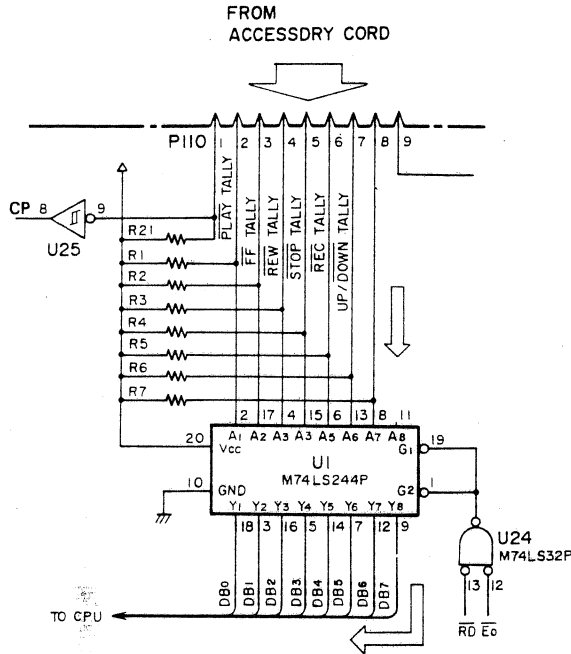 FROM
ACCESSDRY CORD
P110
1 2 3 4 5 6 7 8 9
CP 8 9
U25
PLAY TALLY
FF TALLY
REW TALLY
STOP TALLY
REC TALLY
UP/DOWN TALLY
R21
R1
R2
R3
R4
R5
R6
R7
2 17 4 15 6 13 8 11
20 A1 A2 A3 A3 A5 A6 A7 A8 19
Vcc G1
U1
M74LS244P
10 GND G2 1
Y1 Y2 Y3 Y4 Y5 Y6 Y7 Y8
18 3 16 5 14 7 12 9
U24
M74LS32P
13 12
RD E0
DB0 DB1 DB2 DB3 DB4 DB5 DB6 DB7
TO CPU